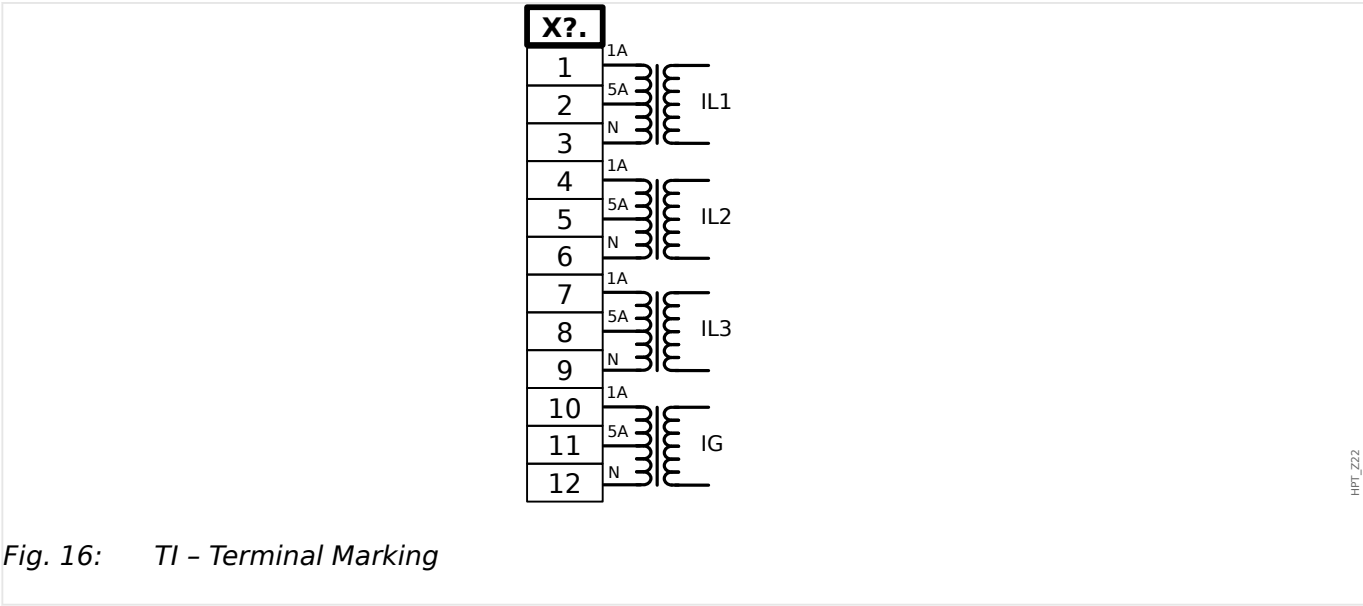 X?.
1A
1
5A
2
IL1
N
3
1A
4
5A
5
IL2
N
6
1A
7
5A
8
IL3
N
9
1A
10
5A
11
IG
N
12
HPT_Z22
Fig. 16: TI – Terminal Marking